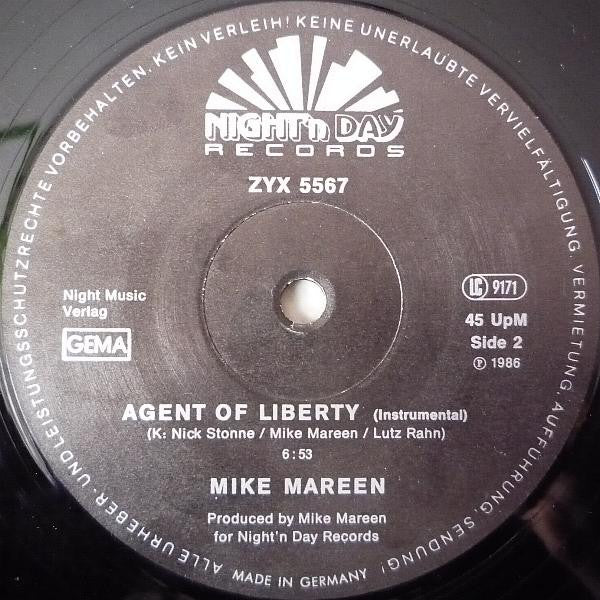 ALLE URHEBER- UND LEISTUNGSSCHUTZRECHTE VORBEHALTEN. KEIN VERLEIH! KEINE UNERLAUBTE VERVIELFÄLTIGUNG, VERMIETUNG, AUFFÜHRUNG, SENDUNG!
NIGHT'n DAY
RECORDS
ZYX 5567
Night Music
Verlag
GEMA
LC 9171
45 UpM
Side 2
℗ 1986
AGENT OF LIBERTY (Instrumental)
(K: Nick Stonne / Mike Mareen / Lutz Rahn)
6:53
MIKE MAREEN
Produced by Mike Mareen
for Night'n Day Records
MADE IN GERMANY